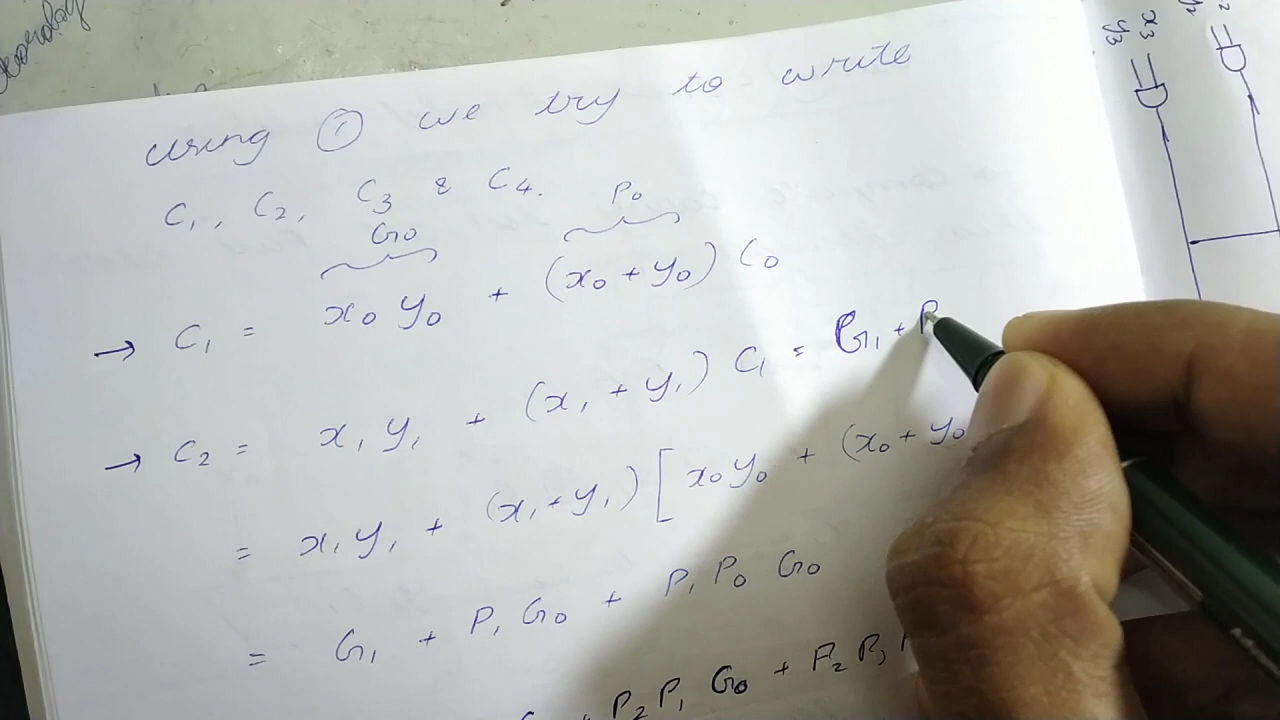 using ① we try to write
C₁, C₂, C₃ & C₄.
G₀ P₀
→ C₁ = x₀ y₀ + (x₀ + y₀) C₀
→ C₂ = x₁ y₁ + (x₁ + y₁) C₁ = G₁ + P
= x₁ y₁ + (x₁ + y₁) [ x₀ y₀ + (x₀ + y₀
= G₁ + P₁ G₀ + P₁ P₀ G₀
P₂ P₁ G₀ + P₂ P₁
x₃
y₃